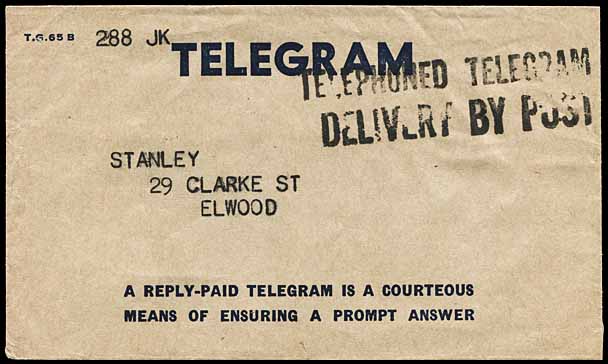 T.G.65 B 288 JK
TELEGRAM
TELEPHONED TELEGRAM
DELIVERY BY POST
STANLEY
29 CLARKE ST
ELWOOD
A REPLY-PAID TELEGRAM IS A COURTEOUS
MEANS OF ENSURING A PROMPT ANSWER